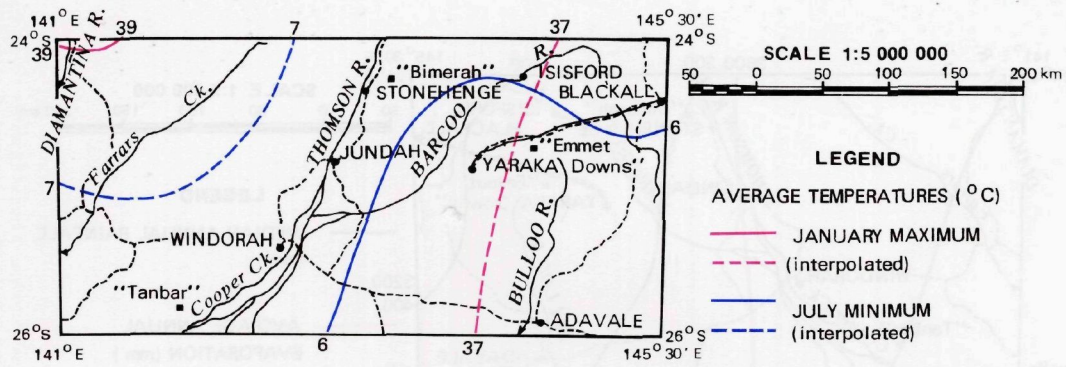 141°E
39
7
37
145°30'E
24°S
39
24°S
DIAMANTINA R.
Farrars Ck.
THOMSON R.
"Bimerah"
STONEHENGE
R.
ISISFORD
BLACKALL
BARCOO
6
JUNDAH
"Emmet Downs"
YARAKA
7
WINDORAH
Cooper Ck.
"Tanbar"
BULLOO R.
ADAVALE
26°S
26°S
141°E
6
37
145°30'E
SCALE 1:5 000 000
50 0 50 100 150 200 km
LEGEND
AVERAGE TEMPERATURES (°C)
JANUARY MAXIMUM
(interpolated)
JULY MINIMUM
(interpolated)